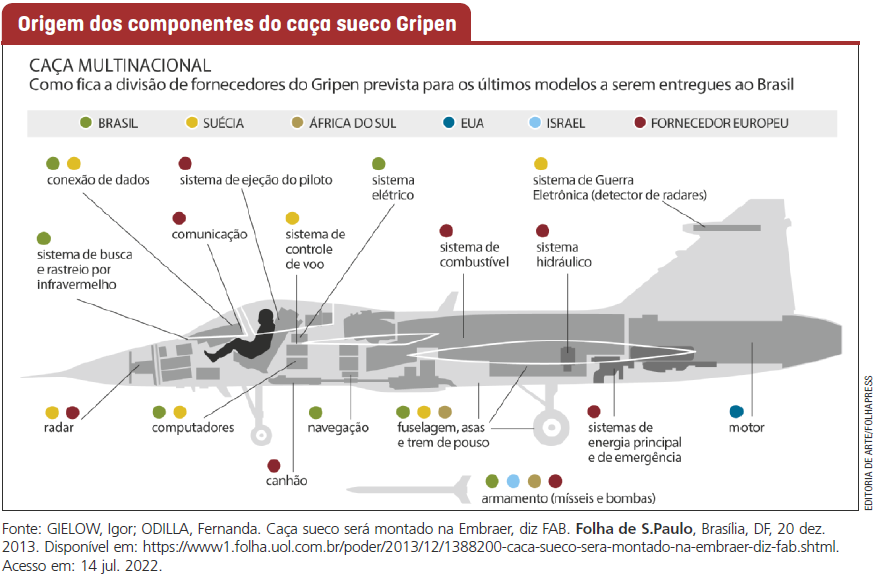 Origem dos componentes do caça sueco Gripen
CAÇA MULTINACIONAL
Como fica a divisão de fornecedores do Gripen prevista para os últimos modelos a serem entregues ao Brasil
BRASIL
SUÉCIA
ÁFRICA DO SUL
EUA
ISRAEL
FORNECEDOR EUROPEU
conexão de dados
sistema de ejeção do piloto
sistema
elétrico
sistema de Guerra
Eletrônica (detector de radares)
sistema de busca
e rastreio por
infravermelho
comunicação
sistema de
controle
de voo
sistema de
combustível
sistema
hidráulico
radar
computadores
navegação
fuselagem, asas
e trem de pouso
sistemas de
energia principal
e de emergência
motor
canhão
armamento (mísseis e bombas)
EDITORIA DE ARTE/FOLHAPRESS
Fonte: GIELOW, Igor; ODILLA, Fernanda. Caça sueco será montado na Embraer, diz FAB. Folha de S.Paulo, Brasília, DF, 20 dez.
2013. Disponível em: https://www1.folha.uol.com.br/poder/2013/12/1388200-caca-sueco-sera-montado-na-embraer-diz-fab.shtml.
Acesso em: 14 jul. 2022.